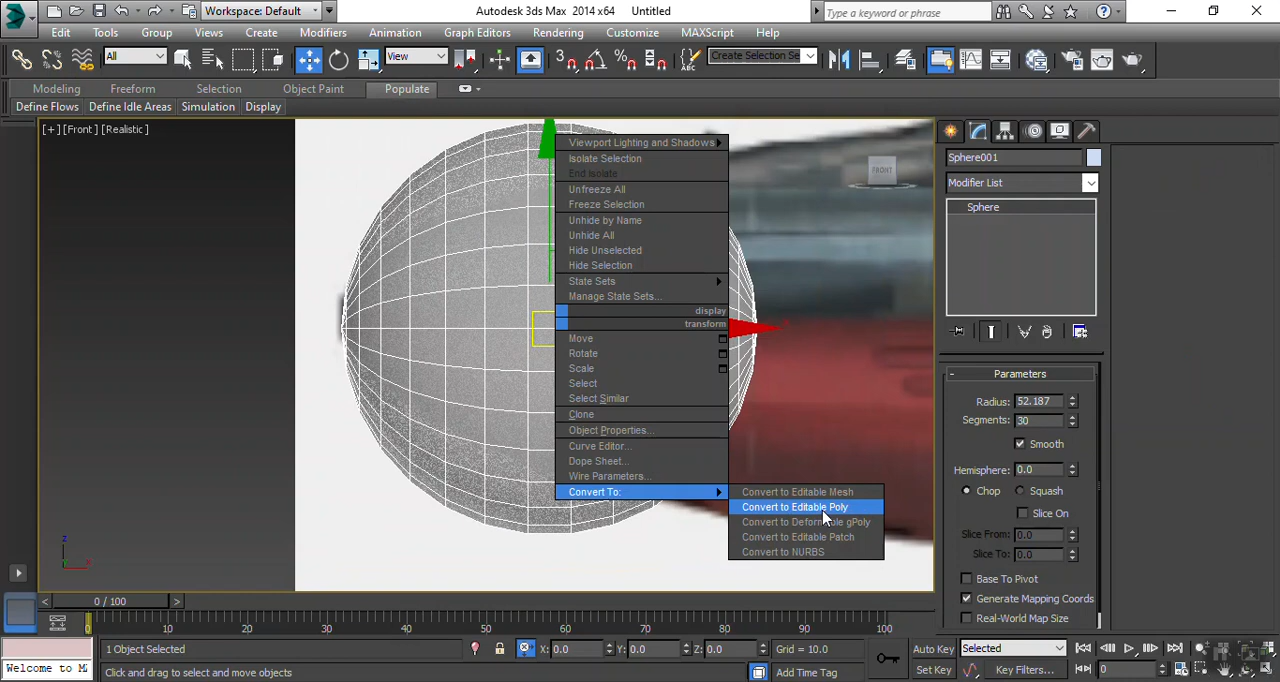 Workspace: Default
Autodesk 3ds Max  2014 x64
Untitled
Type a keyword or phrase
Edit
Tools
Group
Views
Create
Modifiers
Animation
Graph Editors
Rendering
Customize
MAXScript
Help
All
View
3
Create Selection Se
Modeling
Freeform
Selection
Object Paint
Populate
Define Flows
Define Idle Areas
Simulation
Display
[+] [Front] [Realistic]
FRONT
Viewport Lighting and Shadows
Isolate Selection
End Isolate
Unfreeze All
Freeze Selection
Unhide by Name
Unhide All
Hide Unselected
Hide Selection
State Sets
Manage State Sets...
display
transform
Move
Rotate
Scale
Select
Select Similar
Clone
Object Properties...
Curve Editor...
Dope Sheet...
Wire Parameters...
Convert To:
Convert to Editable Mesh
Convert to Editable Poly
Convert to Deformable gPoly
Convert to Editable Patch
Convert to NURBS
Sphere001
Modifier List
Sphere
- Parameters
Radius: 52.187
Segments: 30
Smooth
Hemisphere: 0.0
Chop
Squash
Slice On
Slice From: 0.0
Slice To: 0.0
Base To Pivot
Generate Mapping Coords
Real-World Map Size
z
x
< 0 / 100 >
0 10 20 30 40 50 60 70 80 90 100
1 Object Selected
X: 0.0
Y: 0.0
Z: 0.0
Grid = 10.0
Auto Key
Selected
Welcome to M
Click and drag to select and move objects
Add Time Tag
Set Key
Key Filters...
0